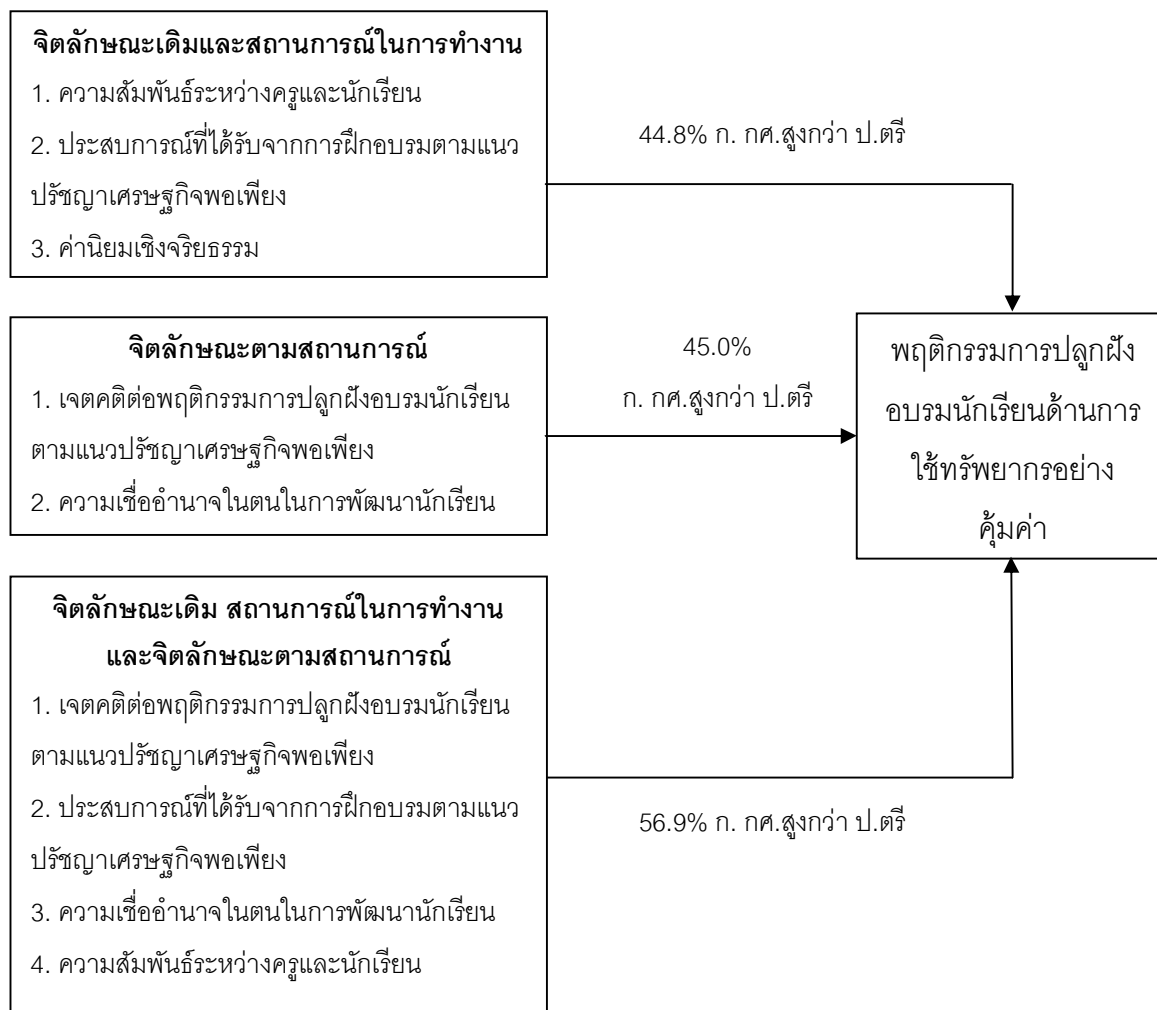 จิตลักษณะเดิมและสถานการณ์ในการทำงาน
1. ความสัมพันธ์ระหว่างครูและนักเรียน
2. ประสบการณ์ที่ได้รับจากการฝึกอบรมตามแนว
ปรัชญาเศรษฐกิจพอเพียง
3. ค่านิยมเชิงจริยธรรม
44.8% ก. กศ.สูงกว่า ป.ตรี
จิตลักษณะตามสถานการณ์
1. เจตคติต่อพฤติกรรมการปลูกฝังอบรมนักเรียน
ตามแนวปรัชญาเศรษฐกิจพอเพียง
2. ความเชื่ออำนาจในตนในการพัฒนานักเรียน
45.0%
ก. กศ.สูงกว่า ป.ตรี
พฤติกรรมการปลูกฝัง
อบรมนักเรียนด้านการ
ใช้ทรัพยากรอย่าง
คุ้มค่า
จิตลักษณะเดิม สถานการณ์ในการทำงาน
และจิตลักษณะตามสถานการณ์
1. เจตคติต่อพฤติกรรมการปลูกฝังอบรมนักเรียน
ตามแนวปรัชญาเศรษฐกิจพอเพียง
2. ประสบการณ์ที่ได้รับจากการฝึกอบรมตามแนว
ปรัชญาเศรษฐกิจพอเพียง
3. ความเชื่ออำนาจในตนในการพัฒนานักเรียน
4. ความสัมพันธ์ระหว่างครูและนักเรียน
56.9% ก. กศ.สูงกว่า ป.ตรี